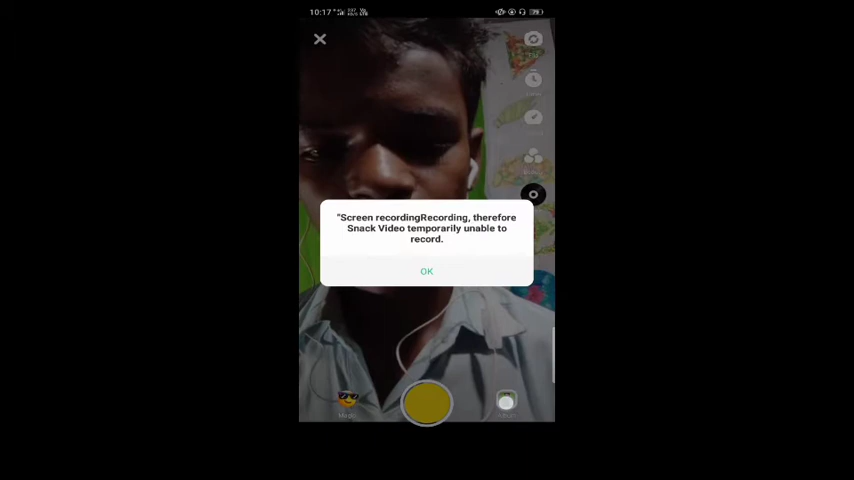 10:17
"Screen recordingRecording, therefore
Snack Video temporarily unable to
record.
OK